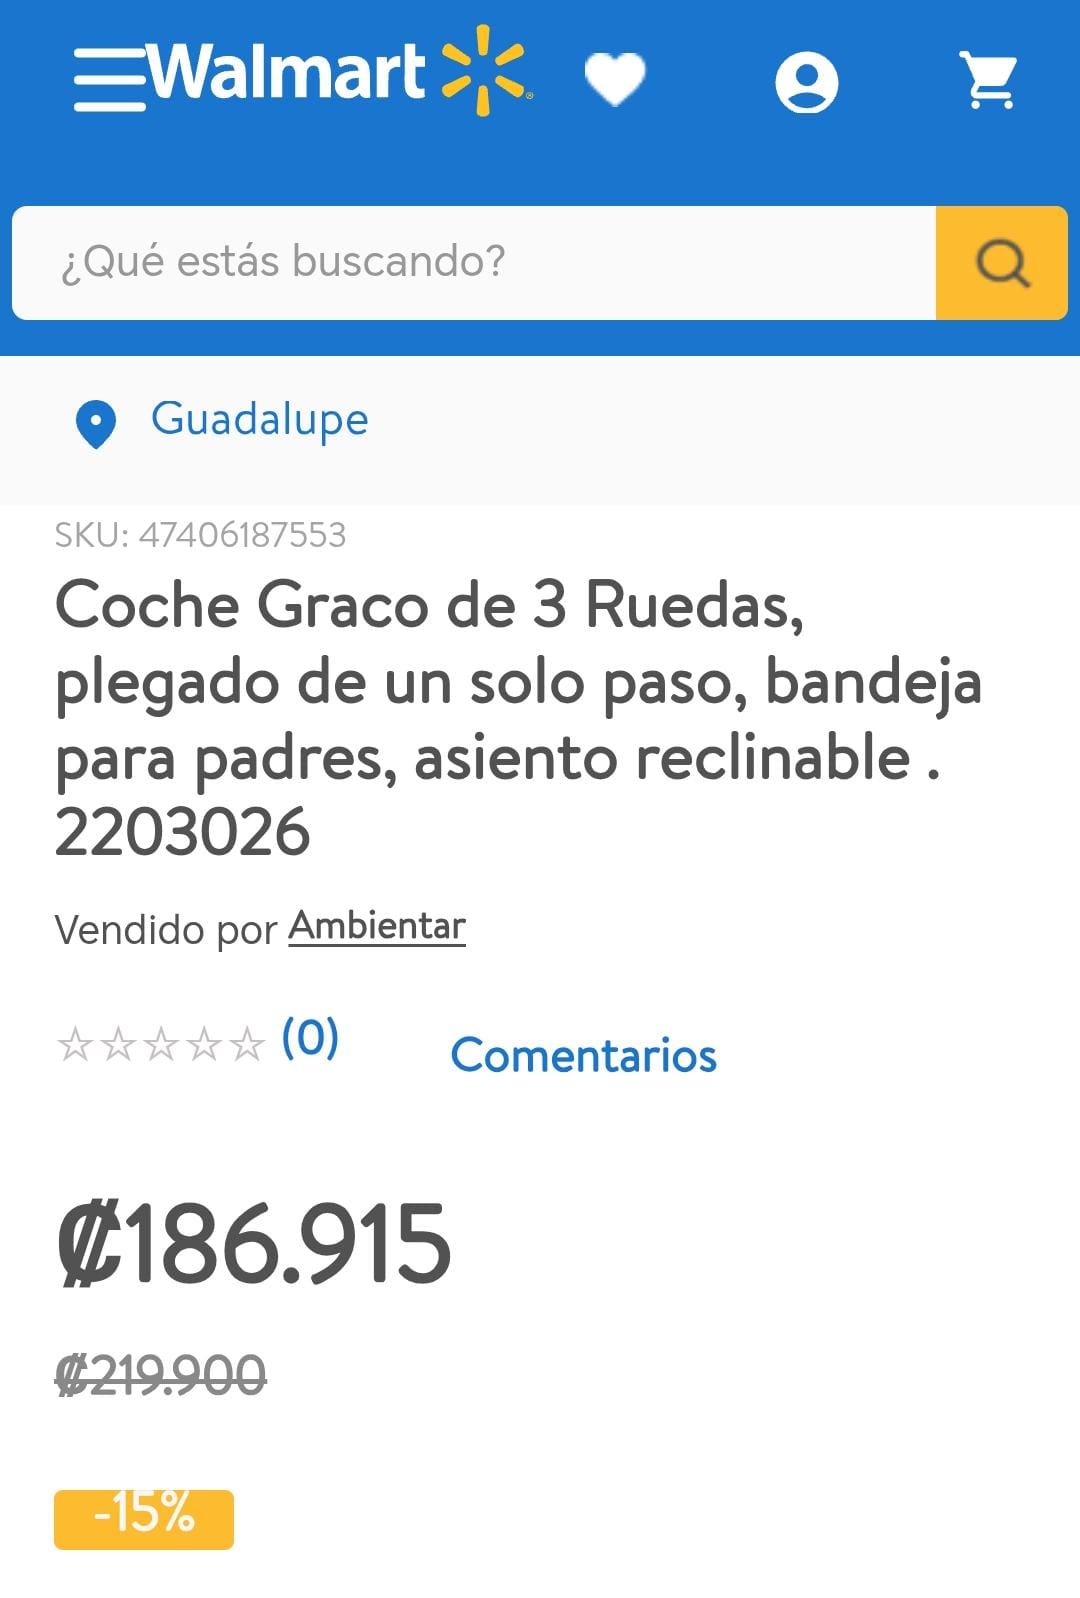 Walmart
¿Qué estás buscando?
Guadalupe
SKU: 47406187553
Coche Graco de 3 Ruedas,
plegado de un solo paso, bandeja
para padres, asiento reclinable .
2203026
Vendido por Ambientar
(0) Comentarios
₡186.915
₡219.900
-15%